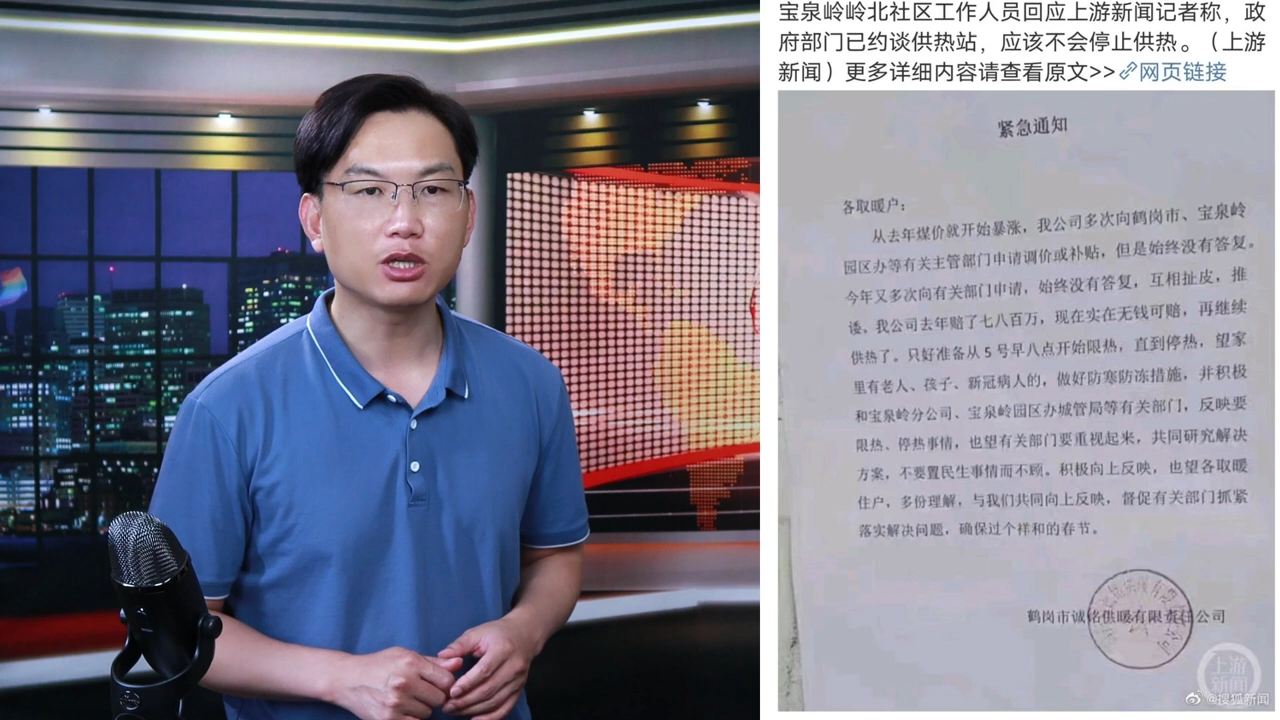 宝泉岭岭北社区工作人员回应上游新闻记者称，政
府部门已约谈供热站，应该不会停止供热。（上游
新闻）更多详细内容请查看原文>>网页链接
紧急通知
各取暖户：
从去年煤价就开始暴涨，我公司多次向鹤岗市、宝泉岭
园区办等有关主管部门申请调价或补贴，但是始终没有答复。
今年又多次向有关部门申请，始终没有答复，互相扯皮，推
诿。我公司去年赔了七八百万，现在实在无钱可赔，再继续
供热了。只好准备从5号早八点开始限热，直到停热，望家
里有老人、孩子、新冠病人的，做好防寒防冻措施，并积极
和宝泉岭分公司、宝泉岭园区办城管局等有关部门，反映要
限热、停热事情，也望有关部门要重视起来，共同研究解决
方案，不要置民生事情而不顾。积极向上反映，也望各取暖
住户，多份理解，与我们共同向上反映，督促有关部门抓紧
落实解决问题，确保过个祥和的春节。
鹤岗市诚铭供暖有限责任公司
上游
新闻
@搜狐新闻